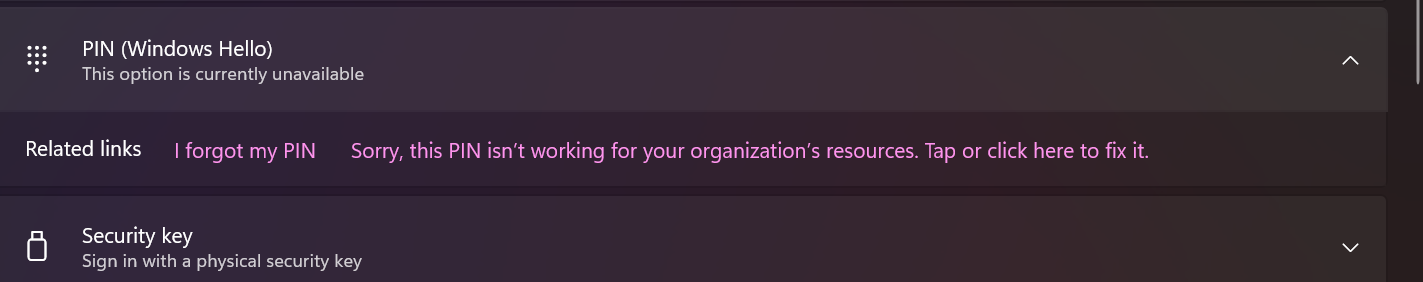 PIN (Windows Hello)
This option is currently unavailable
Related links I forgot my PIN Sorry, this PIN isn’t working for your organization’s resources. Tap or click here to fix it.
Security key
Sign in with a physical security key